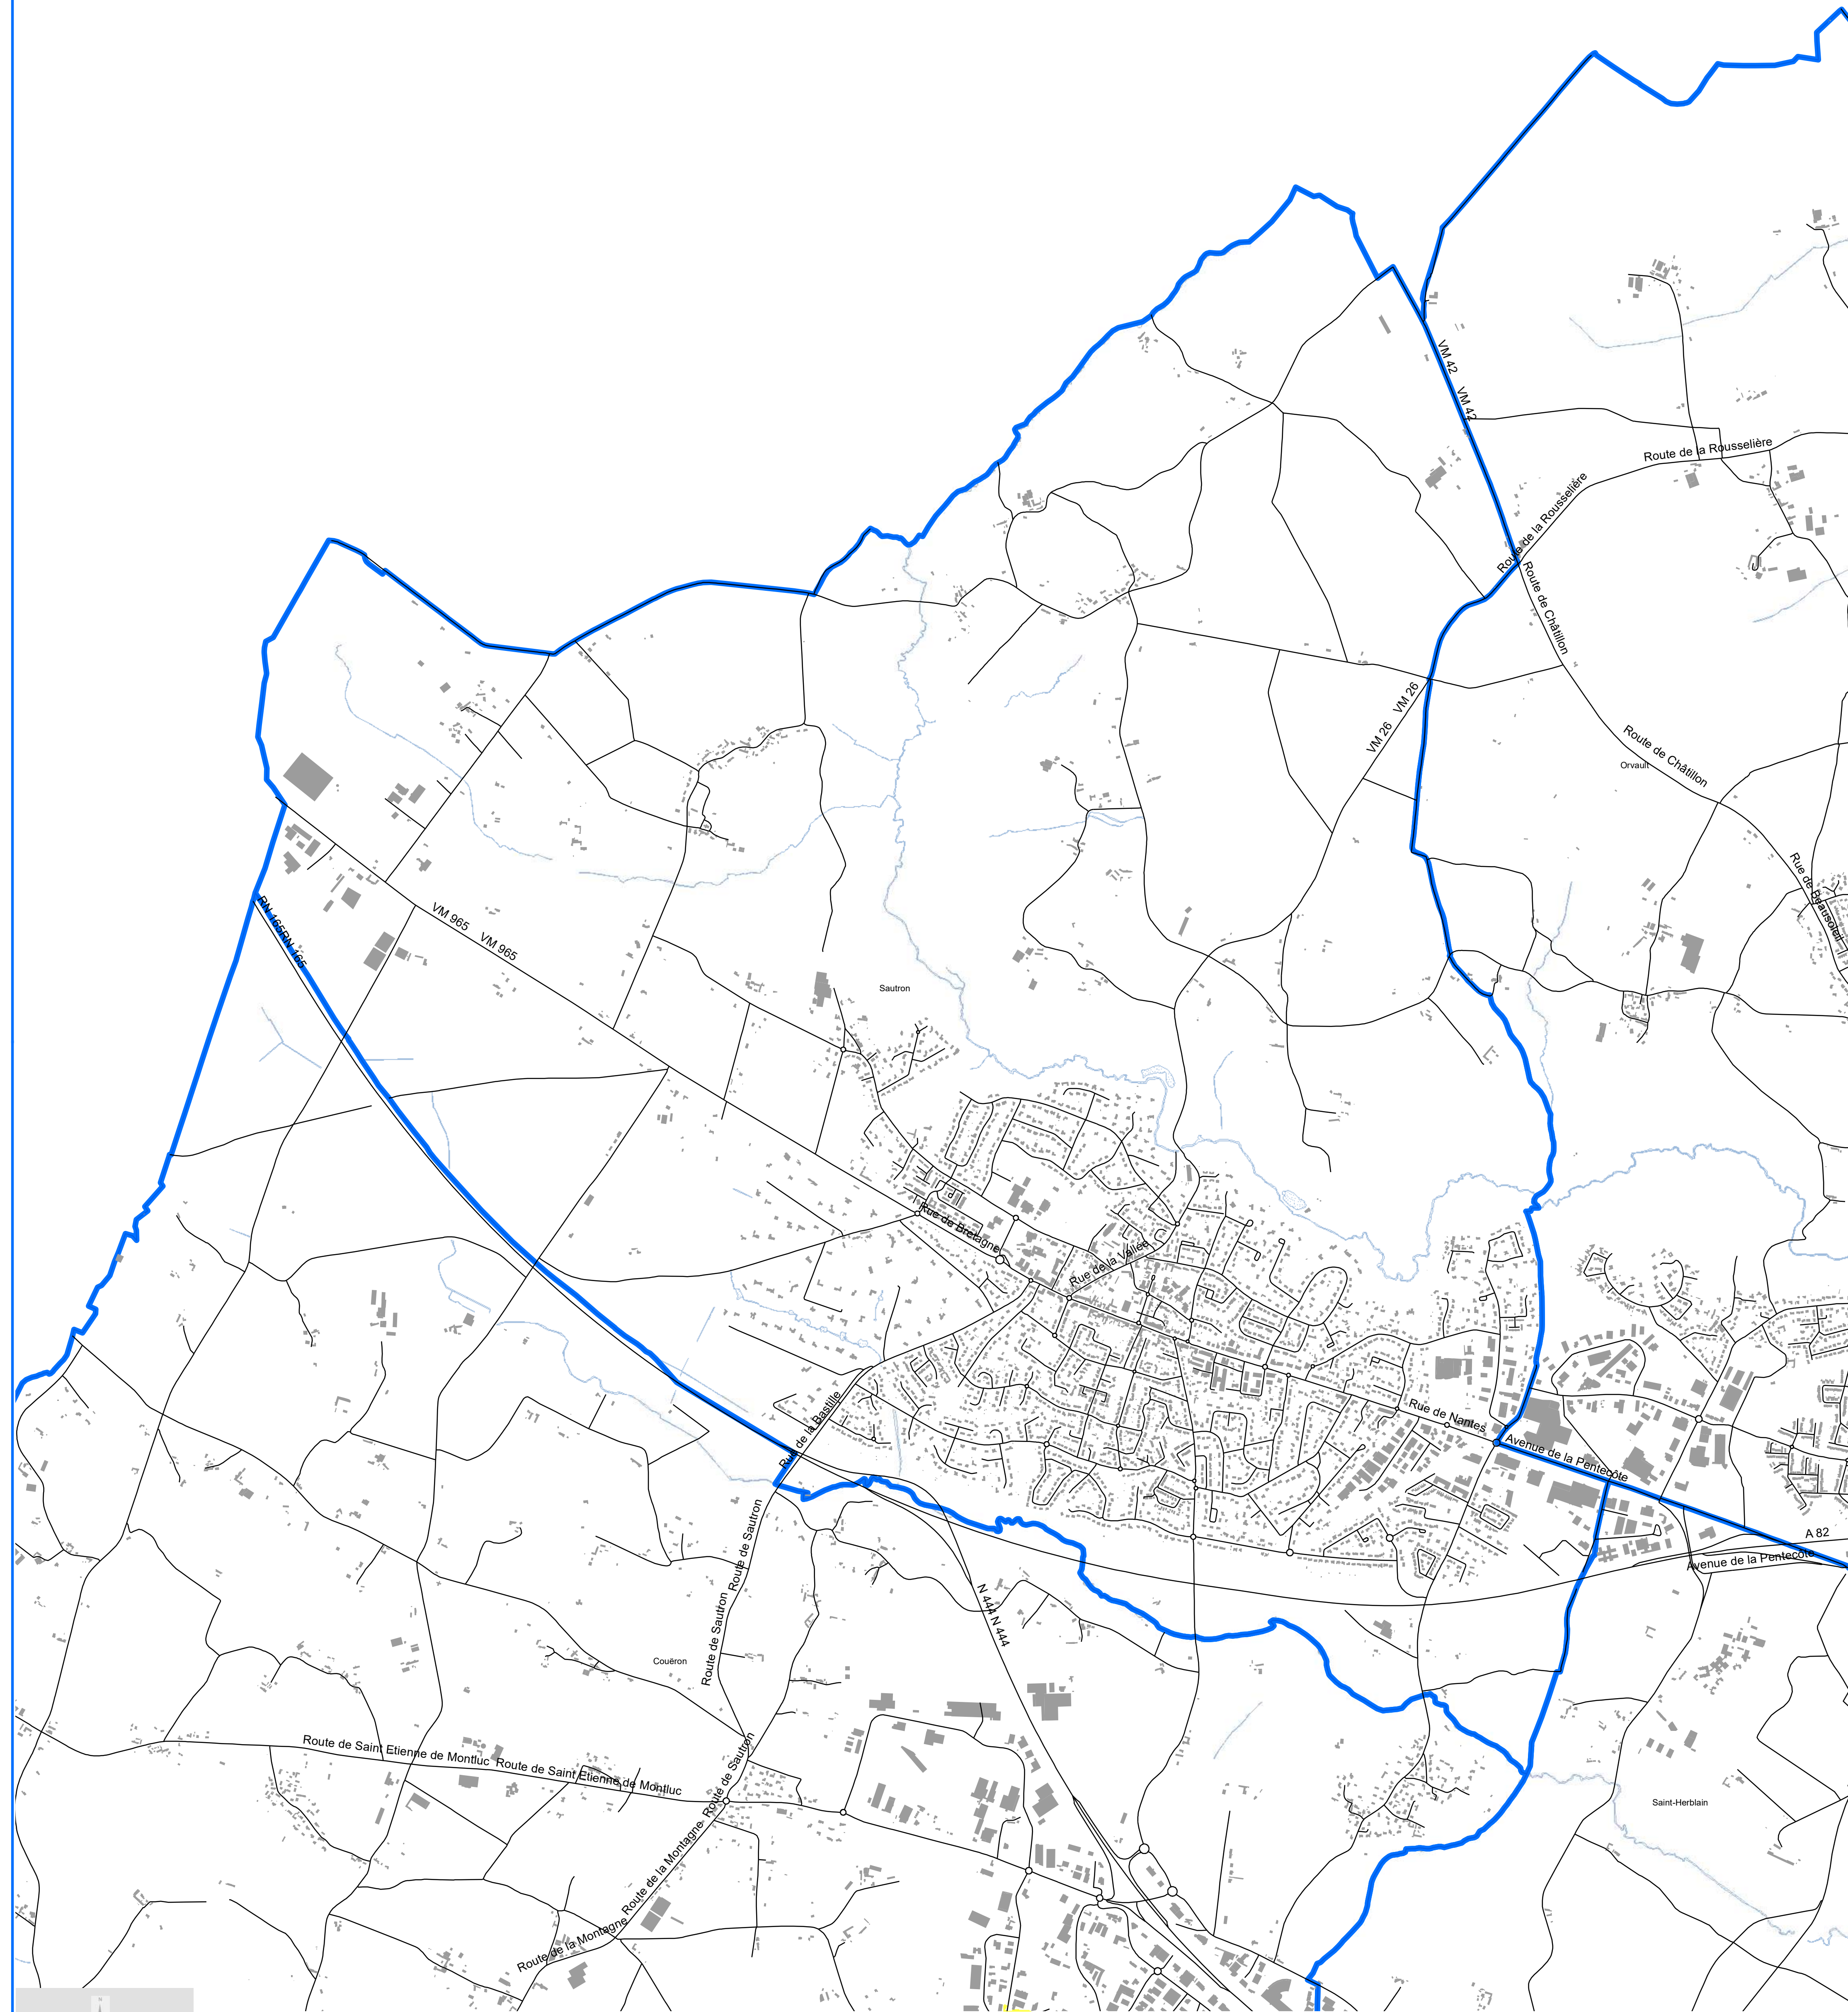 VM 42
VM 42
Route de la Rousselière
Route de la Rousselière
Route de Châtillon
VM 26
VM 26
Route de Châtillon
Orvault
Rue de Beausoleil
RN 165
RN 165
VM 965
VM 965
Sautron
Rue de Bretagne
Rue de la Vallée
Rue de la Bastille
Rue de Nantes
Avenue de la Pentecôte
A 82
Avenue de la Pentecôte
Route de Sautron
N 444
N 444
Route de Sautron
Couëron
Route de Saint Etienne de Montluc
Route de Saint Etienne de Montluc
Route de Sautron
Saint-Herblain
Route de la Montagne
Route de la Montagne
N